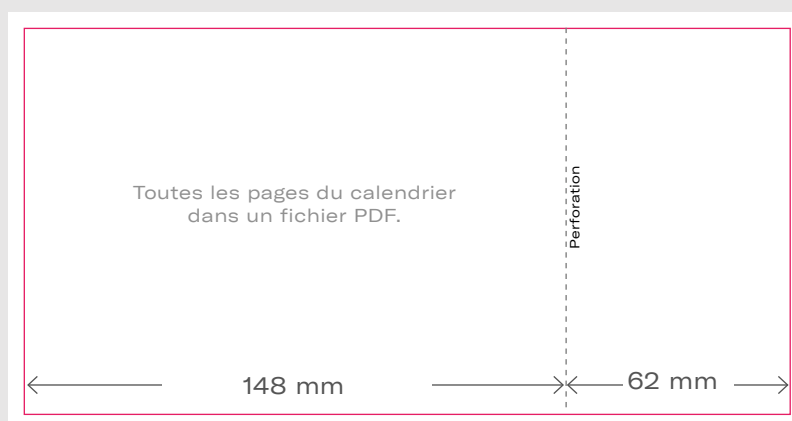 Toutes les pages du calendrier
dans un fichier PDF.
Perforation
148 mm
62 mm